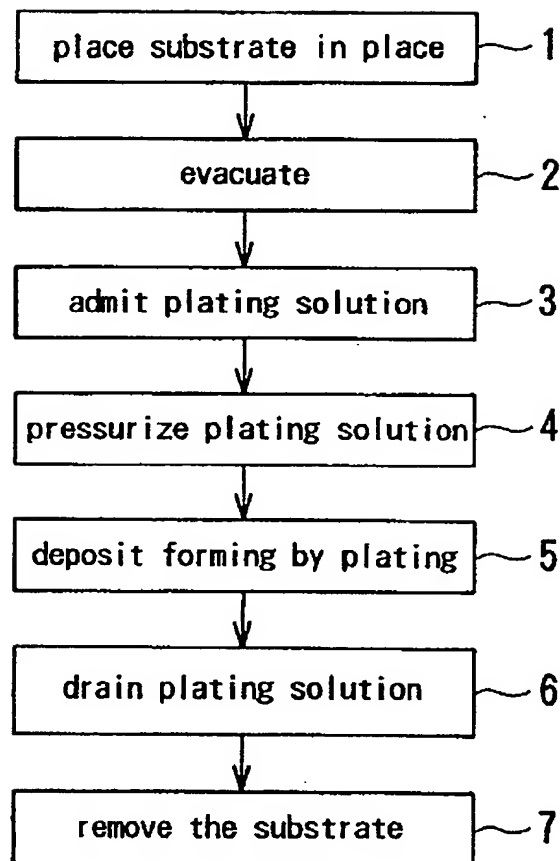 place substrate in place 1
evacuate 2
admit plating solution 3
pressurize plating solution 4
deposit forming by plating 5
drain plating solution 6
remove the substrate 7